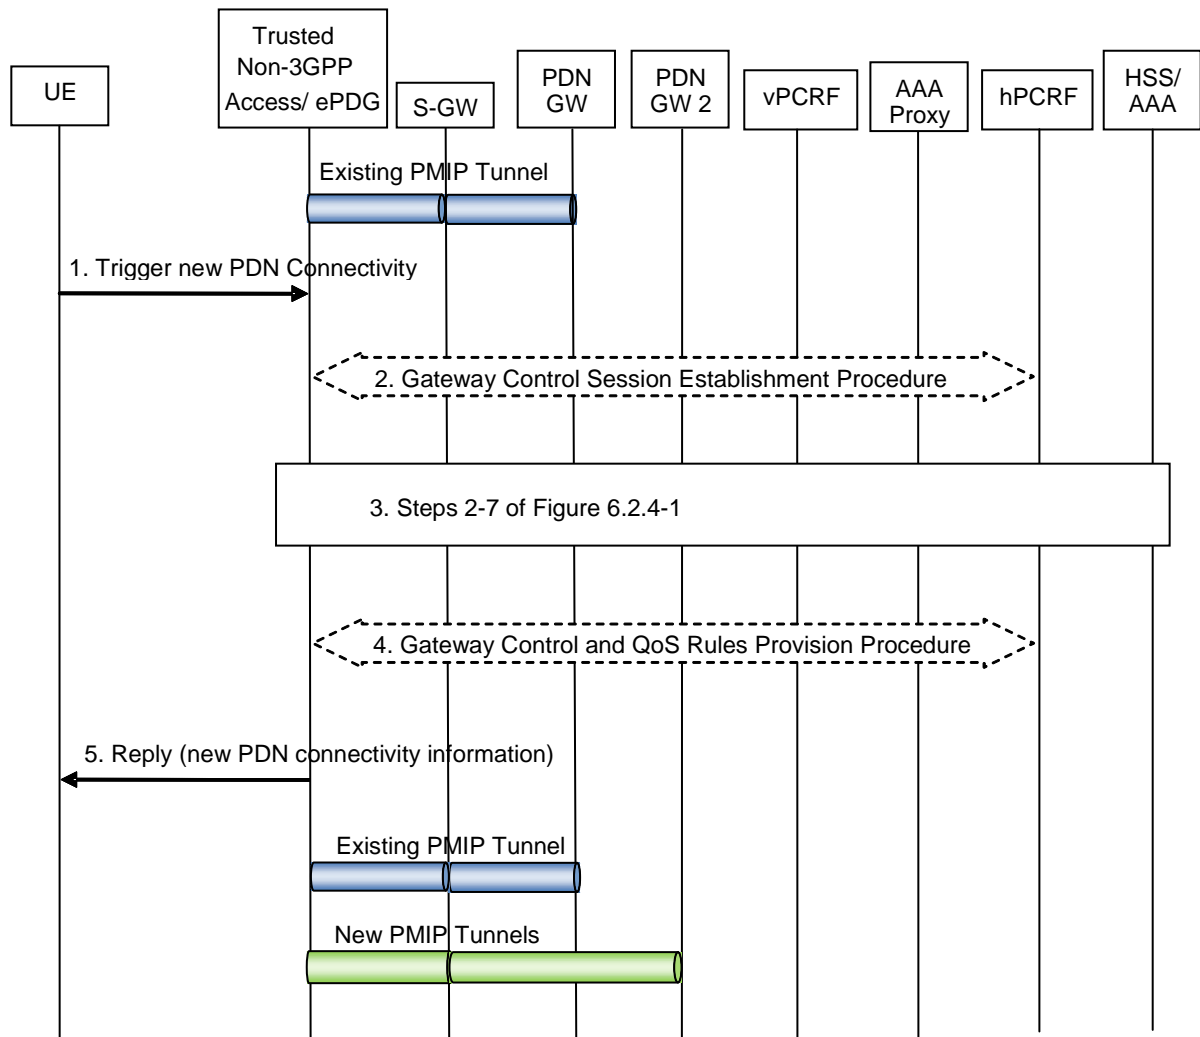 UE
Trusted
Non-3GPP
Access/ ePDG
S-GW
PDN
GW
PDN
GW 2
vPCRF
AAA
Proxy
hPCRF
HSS/
AAA
Existing PMIP Tunnel
1. Trigger new PDN Connectivity
2. Gateway Control Session Establishment Procedure
3. Steps 2-7 of Figure 6.2.4-1
4. Gateway Control and QoS Rules Provision Procedure
5. Reply (new PDN connectivity information)
Existing PMIP Tunnel
New PMIP Tunnels